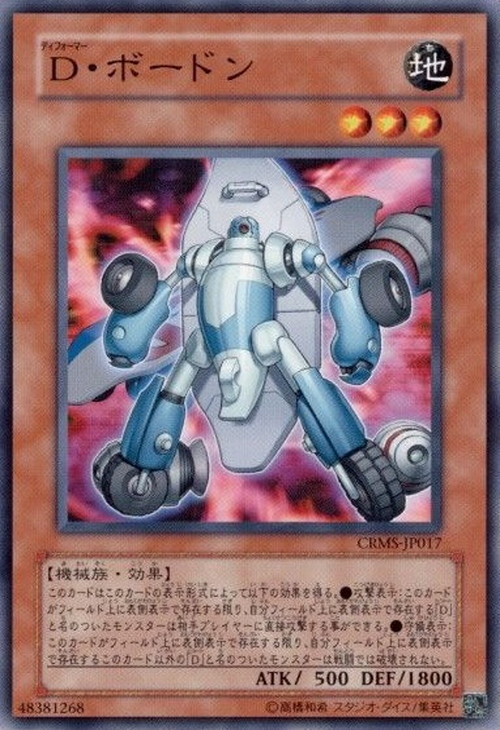 ディフォーマー
D・ボードン
地
CRMS-JP017
【機械族・効果】
このカードはこのカードの表示形式によって以下の効果を得る。●攻撃表示:このカード
がフィールド上に表側表示で存在する限り、自分フィールド上に表側表示で存在する「D」
と名のついたモンスターは相手プレイヤーに直接攻撃する事ができる。●守備表示:
このカードがフィールド上に表側表示で存在する限り、自分フィールド上に表側表示
で存在するこのカード以外の「D」と名のついたモンスターは戦闘では破壊されない。
ATK/ 500 DEF/1800
48381268
©高橋和希 スタジオ・ダイス/集英社